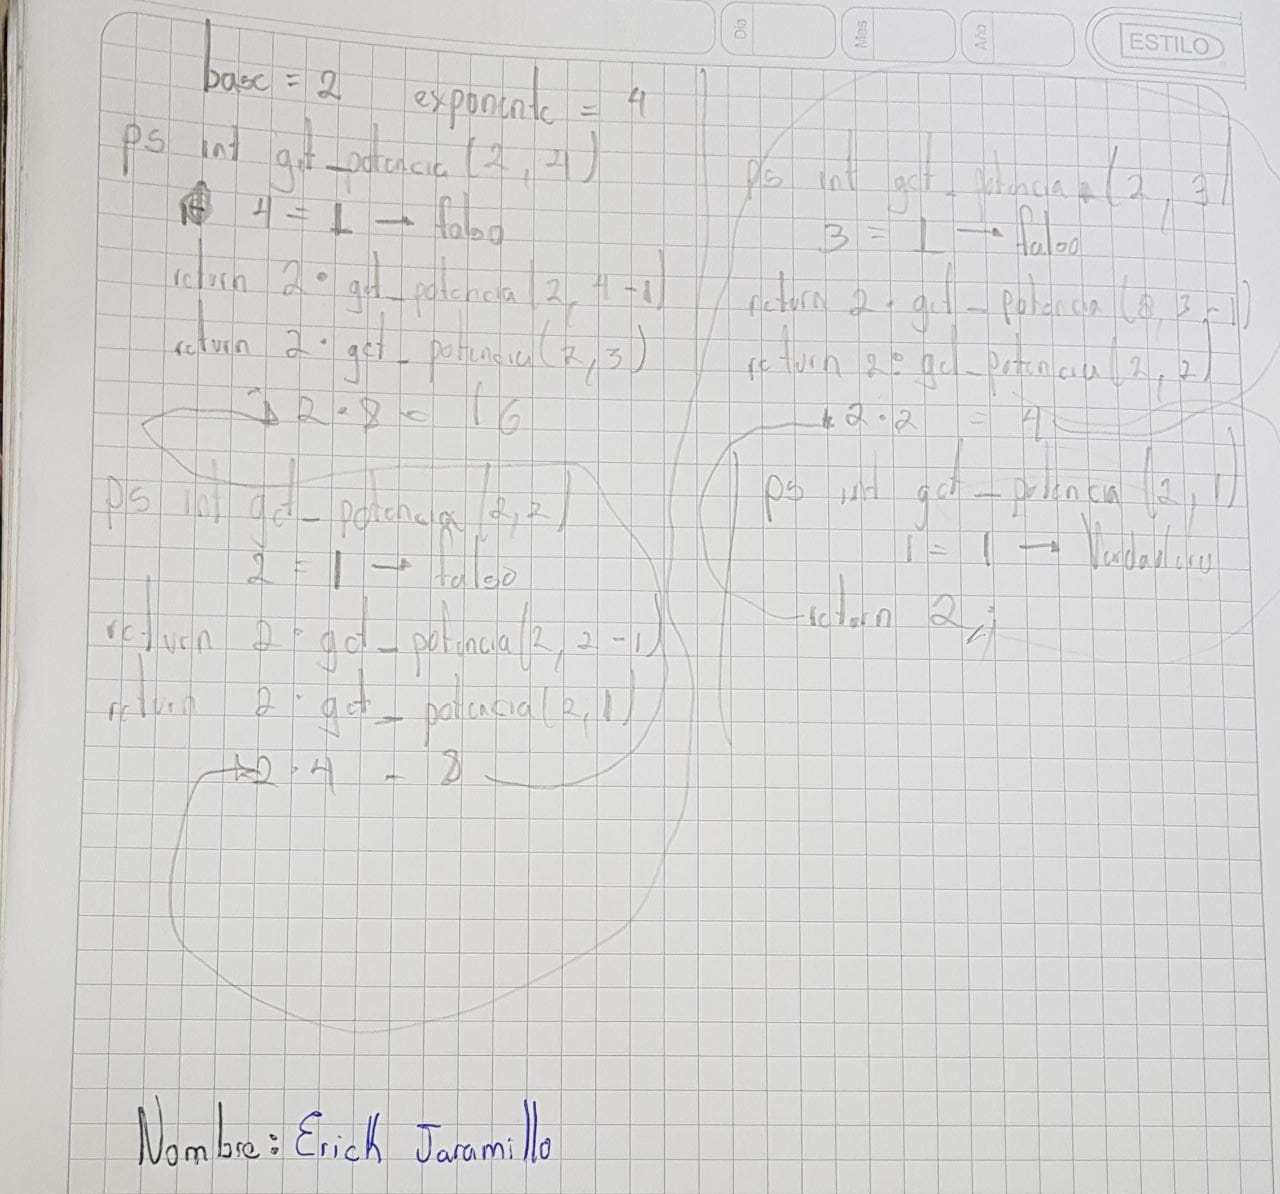 Dia Mes Año ESTILO
base = 2 exponente = 4
ps int get_potencia (2, 4)
4 = 1 → falso
return 2 • get_potencia (2, 4-1)
return 2 • get_potencia (2, 3)
→ 2 • 8 = 16
ps int get_potencia (2, 2)
2 = 1 → falso
return 2 • get_potencia (2, 2-1)
return 2 • get_potencia (2, 1)
→ 2 • 4 = 8
ps int get_potencia (2, 3)
3 = 1 → falso
return 2 • get_potencia (2, 3-1)
return 2 • get_potencia (2, 2)
→ 2 • 2 = 4
ps int get_potencia (2, 1)
1 = 1 → Verdadero
return 2;
Nombre: Erick Jaramillo